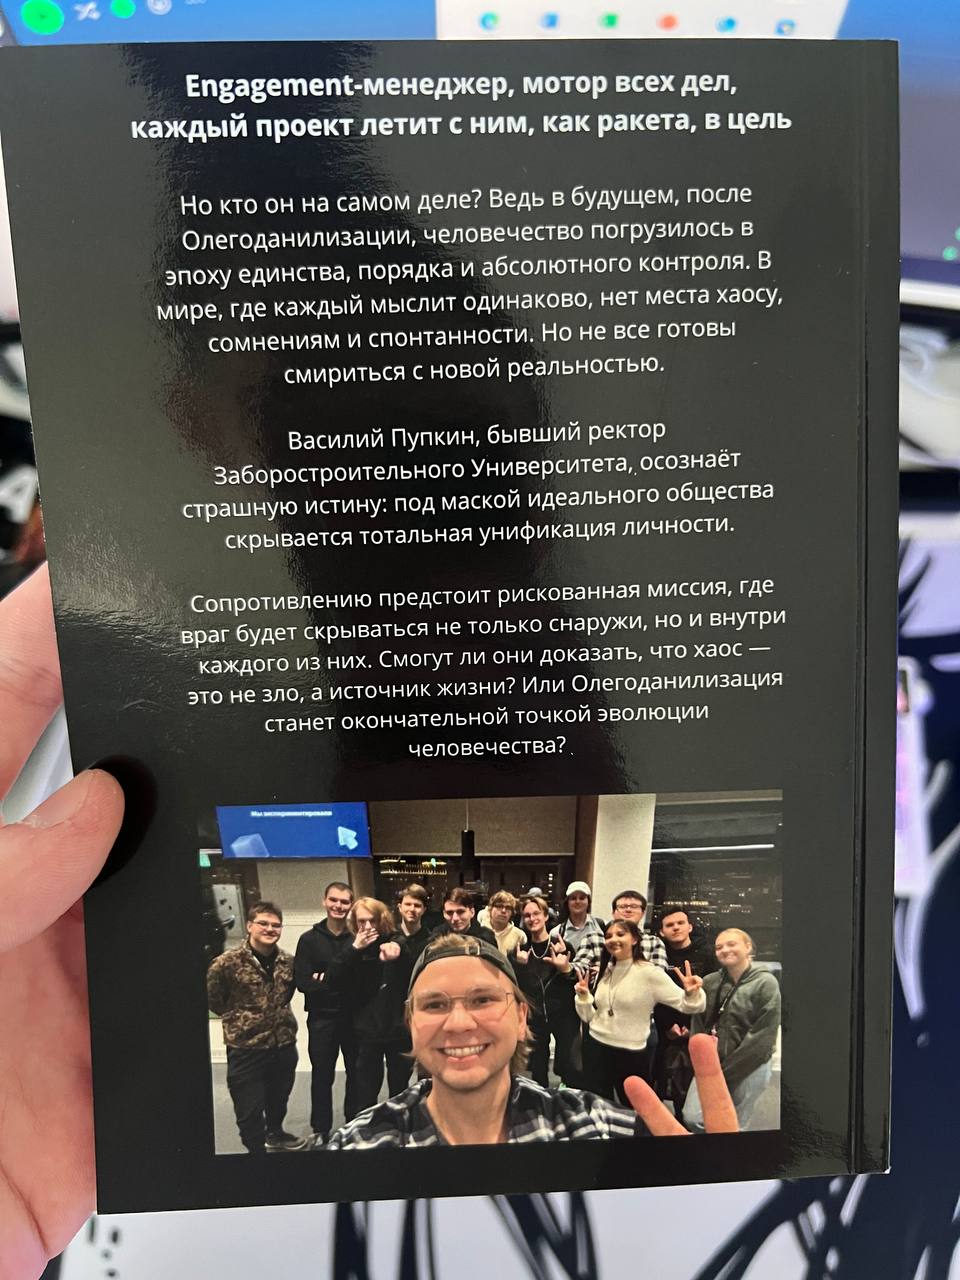 Engagement-менеджер, мотор всех дел,
каждый проект летит с ним, как ракета, в цель
Но кто он на самом деле? Ведь в будущем, после
Олегоданилизации, человечество погрузилось в
эпоху единства, порядка и абсолютного контроля. В
мире, где каждый мыслит одинаково, нет места хаосу,
сомнениям и спонтанности. Но не все готовы
смириться с новой реальностью.
Василий Пупкин, бывший ректор
Заборостроительного Университета, осознаёт
страшную истину: под маской идеального общества
скрывается тотальная унификация личности.
Сопротивлению предстоит рискованная миссия, где
враг будет скрываться не только снаружи, но и внутри
каждого из них. Смогут ли они доказать, что хаос —
это не зло, а источник жизни? Или Олегоданилизация
станет окончательной точкой эволюции
человечества?
Мы экспериментировали